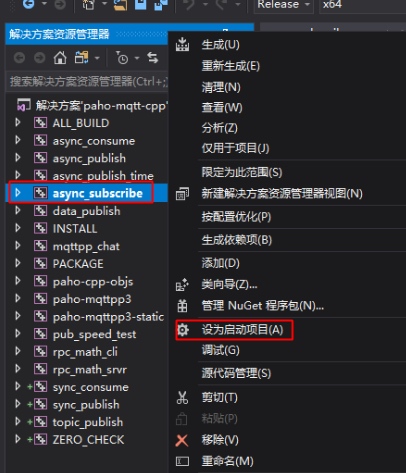 Release
x64
解决方案资源管理器
搜索解决方案资源管理器(Ctrl+;)
解决方案"paho-mqtt-cpp"
ALL_BUILD
async_consume
async_publish
async_publish_time
async_subscribe
data_publish
INSTALL
mqttpp_chat
PACKAGE
paho-cpp-objs
paho-mqttpp3
paho-mqttpp3-static
pub_speed_test
rpc_math_cli
rpc_math_srvr
sync_consume
sync_publish
topic_publish
ZERO_CHECK
生成(U)
重新生成(E)
清理(N)
查看(W)
分析(Z)
仅用于项目(J)
限定为此范围(S)
新建解决方案资源管理器视图(N)
按配置优化(P)
生成依赖项(B)
添加(D)
类向导(Z)...
管理 NuGet 程序包(N)...
设为启动项目(A)
调试(G)
源代码管理(S)
剪切(T)
粘贴(P)
移除(V)
重命名(M)